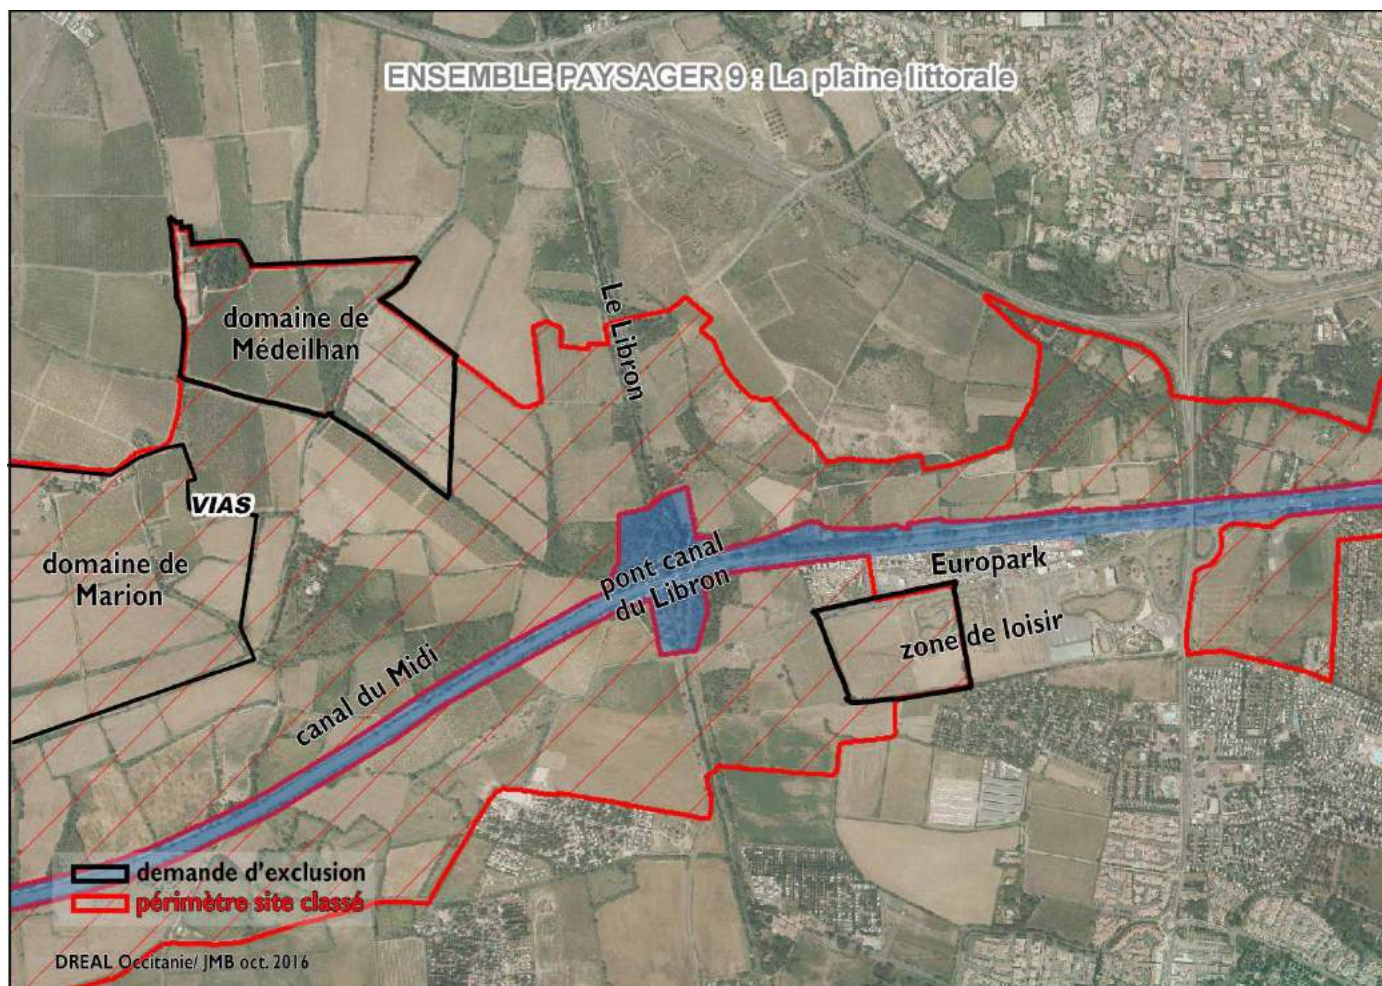 ENSEMBLE PAYSAGER 9 : La plaine littorale
domaine de
Médeilhan
Le Libron
VIAS
domaine de
Marion
pont canal
du Libron
Europark
zone de loisir
canal du Midi
demande d'exclusion
périmètre site classé
DREAL Occitanie/ JMB oct. 2016